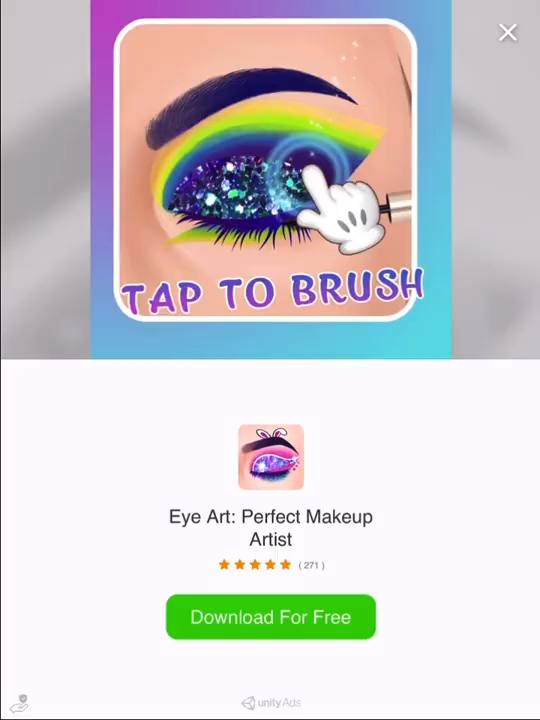 TAP TO BRUSH
Eye Art: Perfect Makeup
Artist
(271)
Download For Free
unity Ads